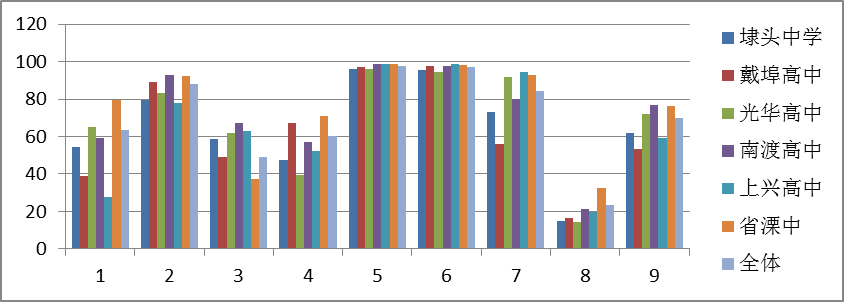 120
100
80
60
40
20
0
1 2 3 4 5 6 7 8 9
埭头中学
戴埠高中
光华高中
南渡高中
上兴高中
省溧中
全体